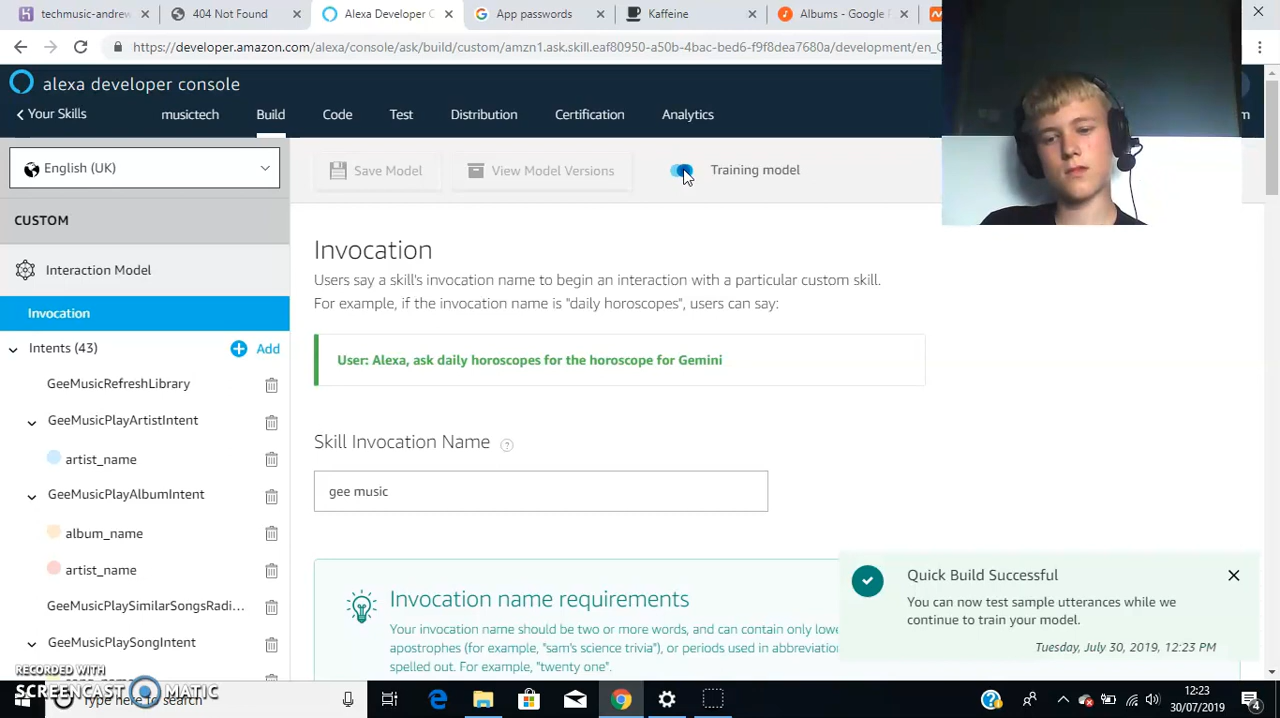 techmusic-andrew
404 Not Found
Alexa Developer C
App passwords
Kaffeine
Albums - Google P
https://developer.amazon.com/alexa/console/ask/build/custom/amzn1.ask.skill.eaf80950-a50b-4bac-bed6-f9f8dea7680a/development/en_G
alexa developer console
Your Skills
musictech
Build
Code
Test
Distribution
Certification
Analytics
English (UK)
Save Model
View Model Versions
Training model
CUSTOM
Interaction Model
Invocation
Intents (43)
Add
GeeMusicRefreshLibrary
GeeMusicPlayArtistIntent
artist_name
GeeMusicPlayAlbumIntent
album_name
artist_name
GeeMusicPlaySimilarSongsRadi...
GeeMusicPlaySongIntent
Invocation
Users say a skill's invocation name to begin an interaction with a particular custom skill.
For example, if the invocation name is "daily horoscopes", users can say:
User: Alexa, ask daily horoscopes for the horoscope for Gemini
Skill Invocation Name
gee music
Invocation name requirements
Your invocation name should be two or more words, and can contain only lowe
apostrophes (for example, "sam's science trivia"), or periods used in abbreviation
spelled out. For example, "twenty one".
Quick Build Successful
You can now test sample utterances while we
continue to train your model.
Tuesday, July 30, 2019, 12:23 PM
RECORDED WITH
SCREENCAST MATIC
Type here to search
12:23
30/07/2019
4